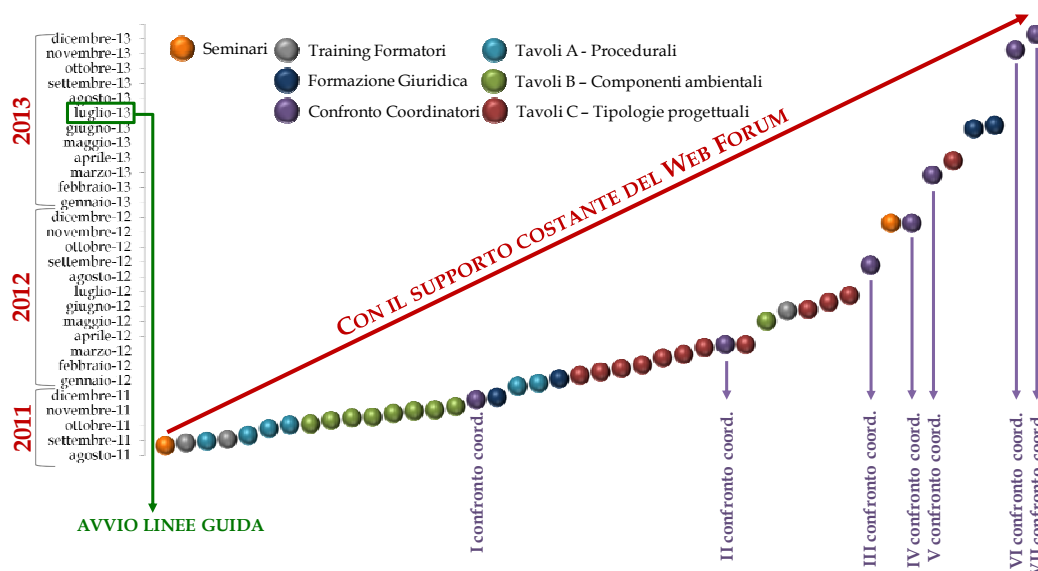 dicembre-13
novembre-13
ottobre-13
settembre-13
agosto-13
luglio-13
giugno-13
maggio-13
aprile-13
marzo-13
febbraio-13
gennaio-13
dicembre-12
novembre-12
ottobre-12
settembre-12
agosto-12
luglio-12
giugno-12
maggio-12
aprile-12
marzo-12
febbraio-12
gennaio-12
dicembre-11
novembre-11
ottobre-11
settembre-11
agosto-11
2013
2012
2011
Seminari
Training Formatori
Tavoli A - Procedurali
Formazione Giuridica
Tavoli B – Componenti ambientali
Confronto Coordinatori
Tavoli C – Tipologie progettuali
CON IL SUPPORTO COSTANTE DEL WEB FORUM
AVVIO LINEE GUIDA
I confronto coord.
II confronto coord.
III confronto coord.
IV confronto coord.
V confronto coord.
VI confronto coord.
VII confronto coord.